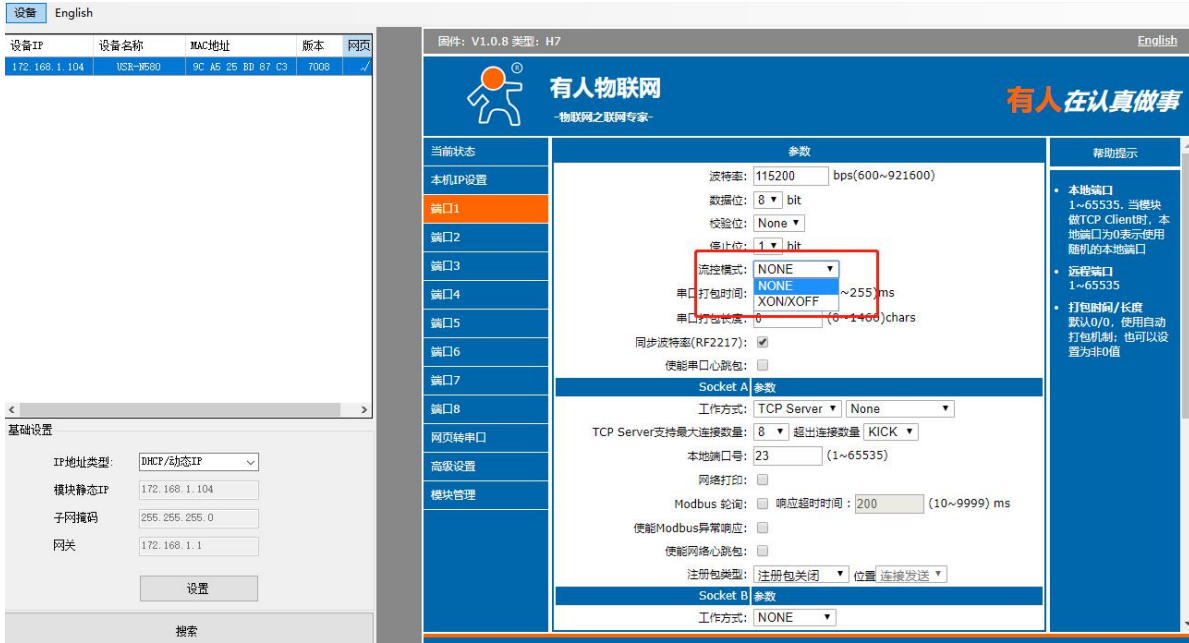 设备 English
设备IP 设备名称 MAC地址 版本 网页
172.168.1.104 USR-N580 9C A5 25 BD 87 C3 7008 √
基础设置
IP地址类型: DHCP/动态IP
模块静态IP 172.168.1.104
子网掩码 255.255.255.0
网关 172.168.1.1
设置
搜索
固件: V1.0.8 类型: H7 English
有人物联网
-物联网之联网专家-
有人在认真做事
当前状态
本机IP设置
端口1
端口2
端口3
端口4
端口5
端口6
端口7
端口8
网页转串口
高级设置
模块管理
参数
波特率: 115200 bps(600~921600)
数据位: 8 bit
校验位: None
停止位: 1 bit
流控模式: NONE
NONE
XON/XOFF
串口打包时间: ~255)ms
串口打包长度: 0 (0~1460)chars
同步波特率(RF2217):
使能串口心跳包:
Socket A 参数
工作方式: TCP Server None
TCP Server支持最大连接数量: 8 超出连接数量 KICK
本地端口号: 23 (1~65535)
网络打印:
Modbus 轮询: 响应超时时间: 200 (10~9999) ms
使能Modbus异常响应:
使能网络心跳包:
注册包类型: 注册包关闭 位置 连接发送
Socket B 参数
工作方式: NONE
帮助提示
• 本地端口
1~65535. 当模块
做TCP Client时, 本
地端口为0表示使用
随机的本地端口
• 远程端口
1~65535
• 打包时间/长度
默认0/0, 使用自动
打包机制; 也可以设
置为非0值